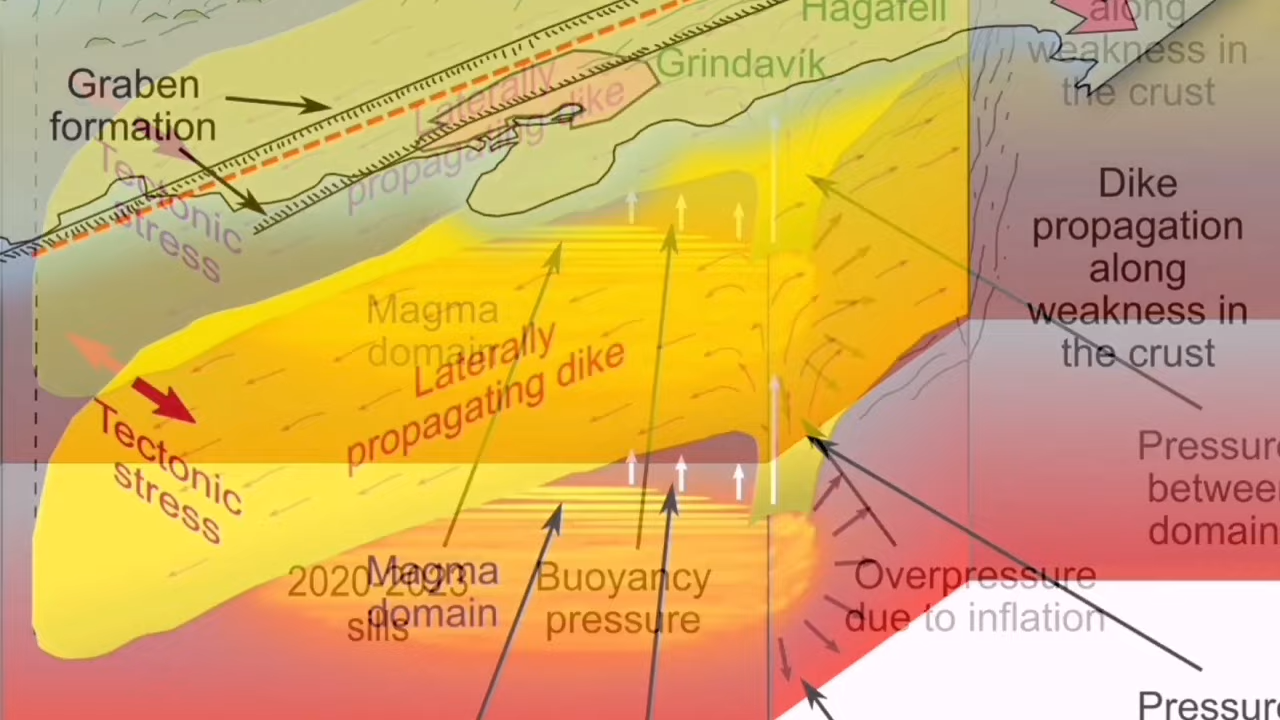 Hagafell
along
weakness in
the crust
Grindavík
Graben
formation
Laterally
propagating dike
Tectonic
stress
Dike
propagation
along
weakness in
the crust
Magma
domain
Laterally
propagating dike
Tectonic
stress
Pressure
between
domain
2020-2023
sills
Magma
domain
Buoyancy
pressure
Overpressure
due to inflation
Pressure